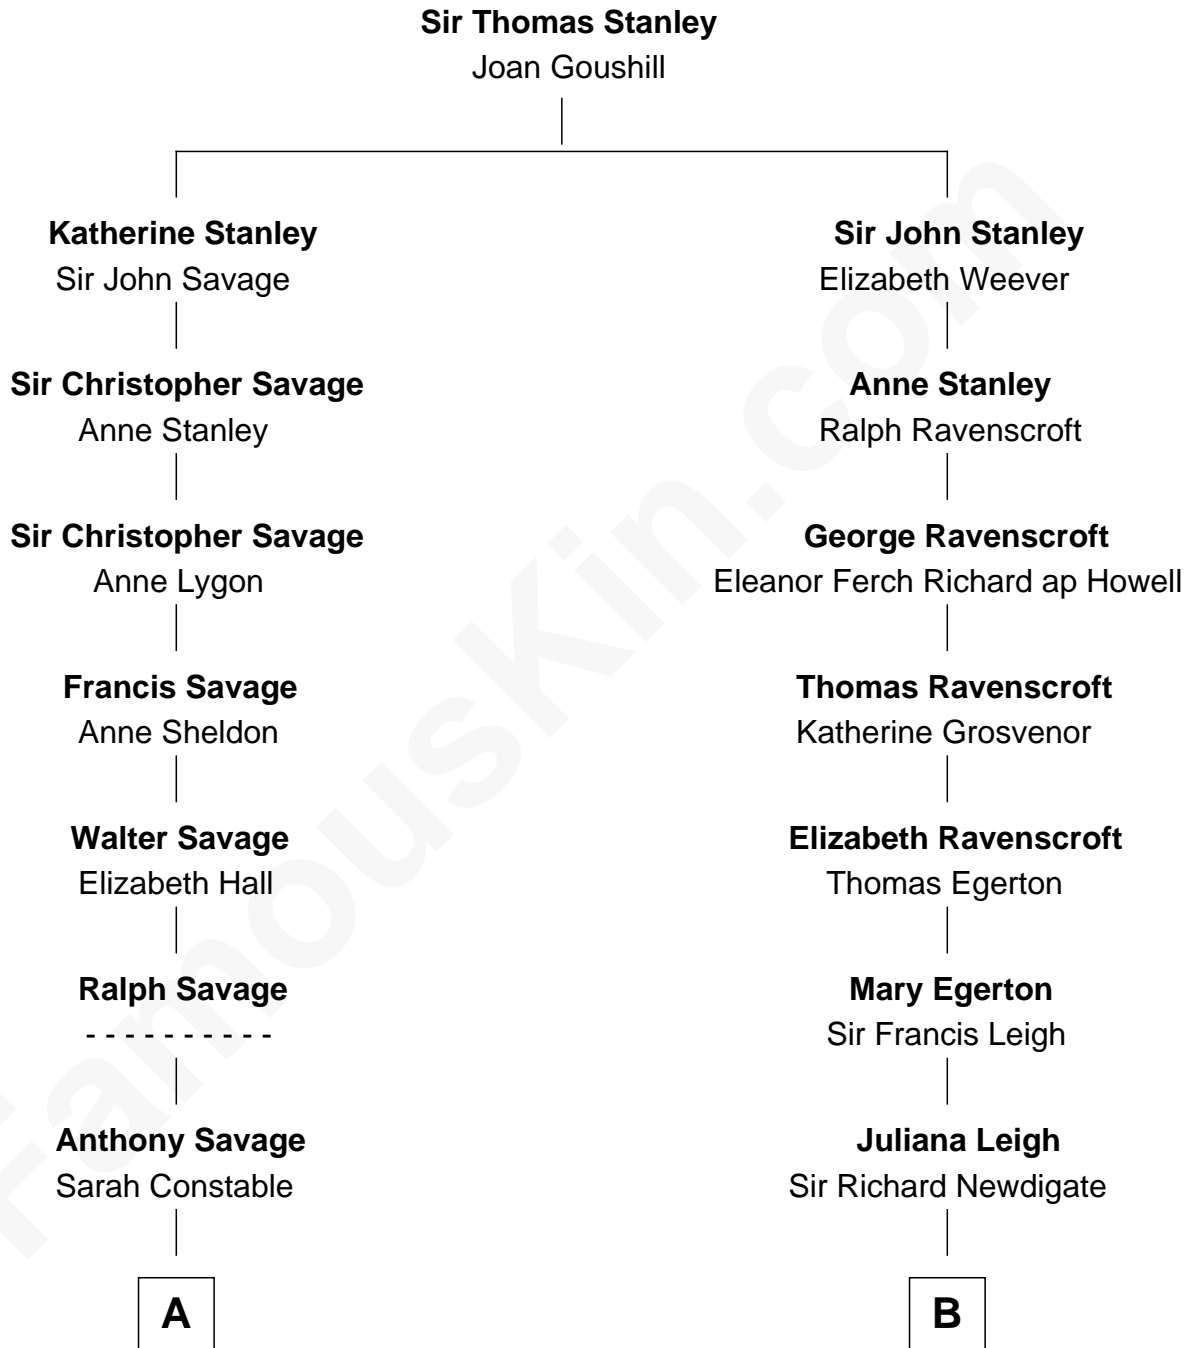 Sir Thomas Stanley
Joan Goushill
Katherine Stanley
Sir John Savage
Sir Christopher Savage
Anne Stanley
Sir Christopher Savage
Anne Lygon
Francis Savage
Anne Sheldon
Walter Savage
Elizabeth Hall
Ralph Savage
- - - - - - - - - -
Anthony Savage
Sarah Constable
A
Sir John Stanley
Elizabeth Weever
Anne Stanley
Ralph Ravenscroft
George Ravenscroft
Eleanor Ferch Richard ap Howell
Thomas Ravenscroft
Katherine Grosvenor
Elizabeth Ravenscroft
Thomas Egerton
Mary Egerton
Sir Francis Leigh
Juliana Leigh
Sir Richard Newdigate
B
FamousKin.com